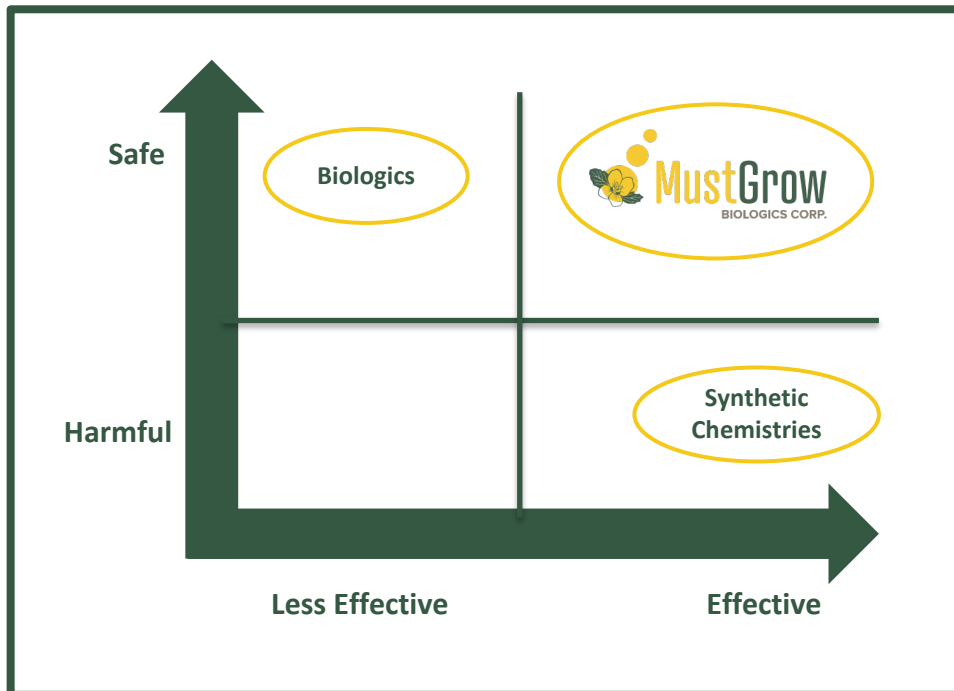 Safe
Biologics
MustGrow
BIOLOGICS CORP.
Harmful
Synthetic
Chemistries
Less Effective
Effective